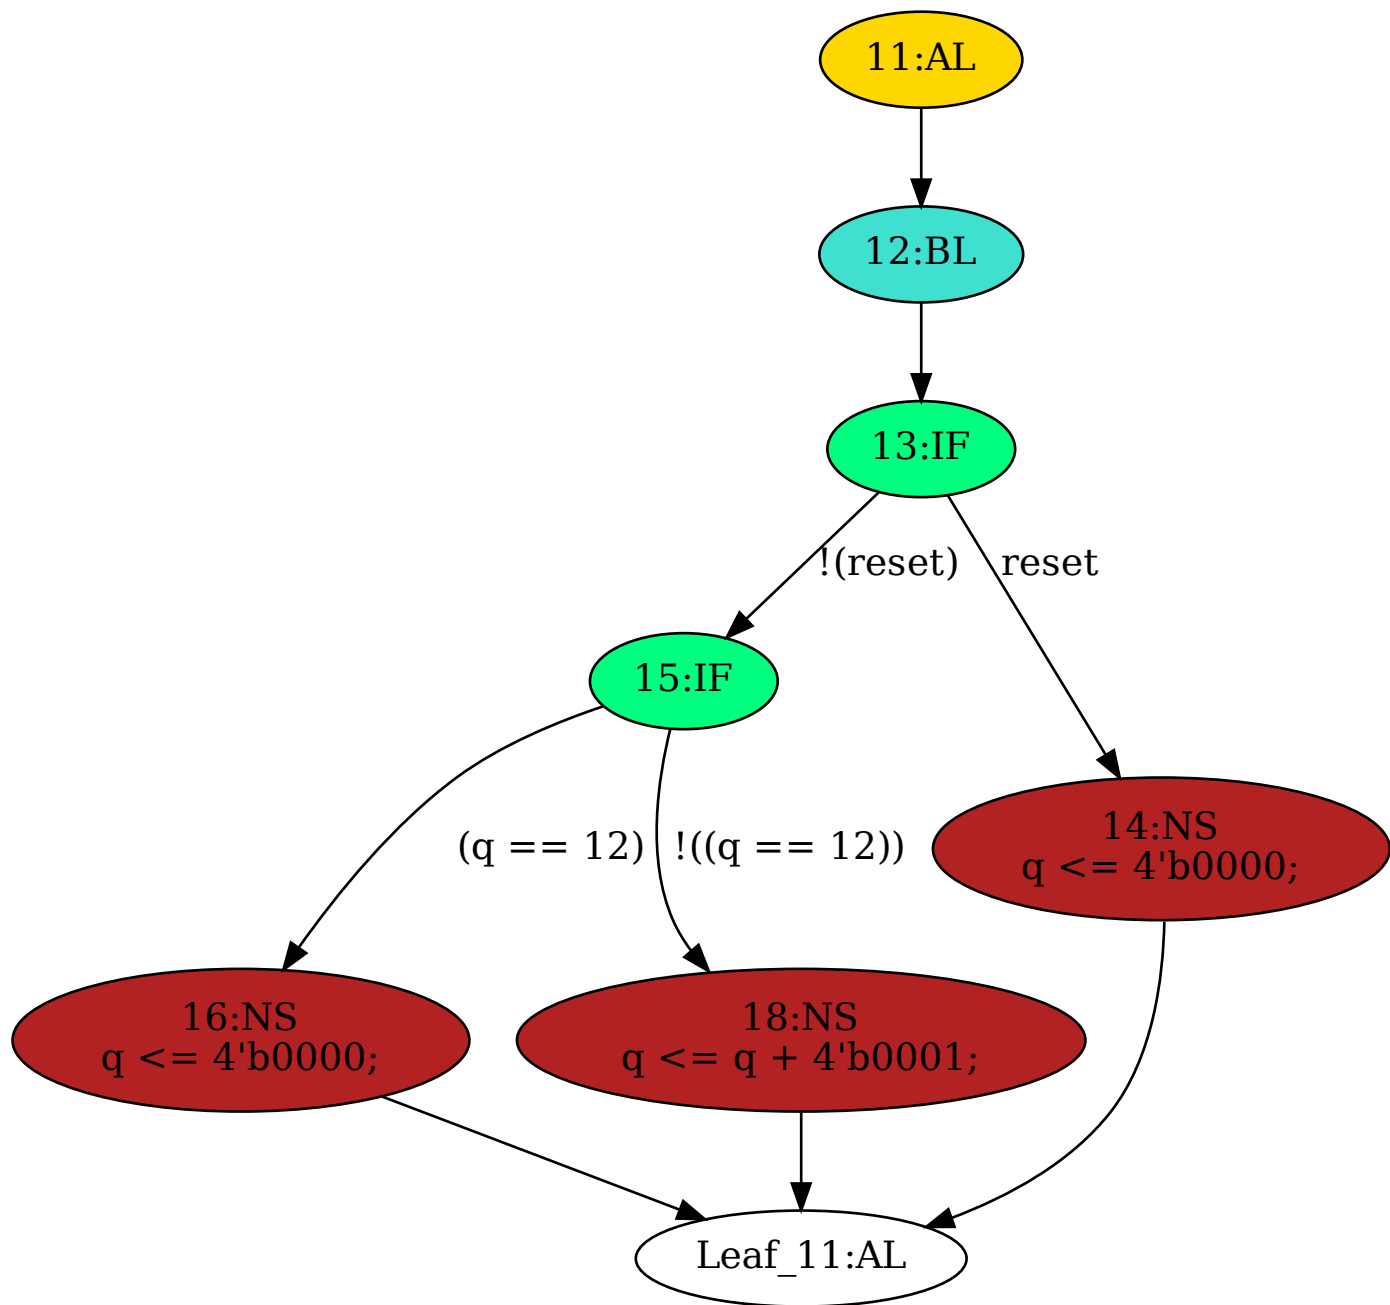 11:AL
12:BL
13:IF
!(reset)
reset
15:IF
(q == 12)
!((q == 12))
14:NS
q <= 4'b0000;
16:NS
q <= 4'b0000;
18:NS
q <= q + 4'b0001;
Leaf_11:AL